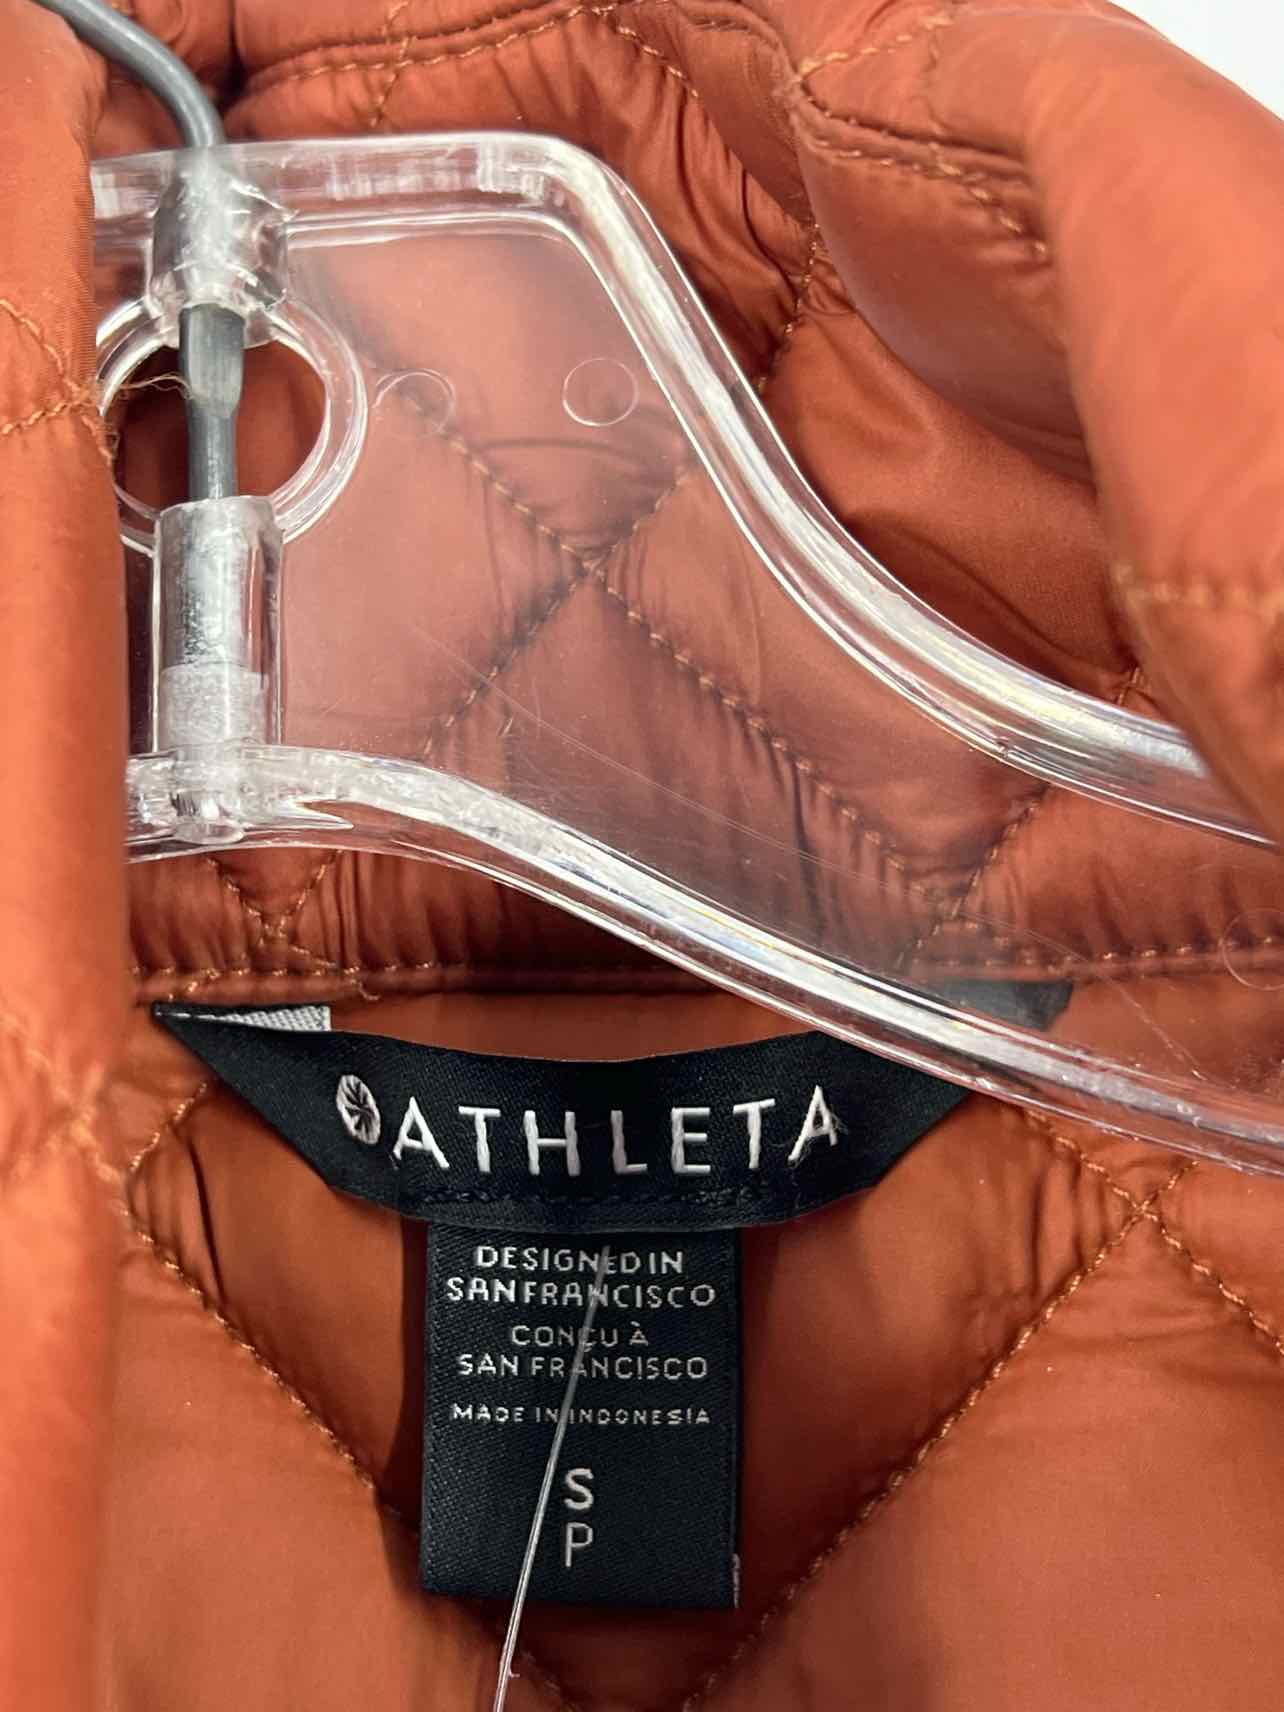 ATHLETA
DESIGNED IN
SAN FRANCISCO
CONÇU À
SAN FRANCISCO
MADE IN INDONESIA
S
P